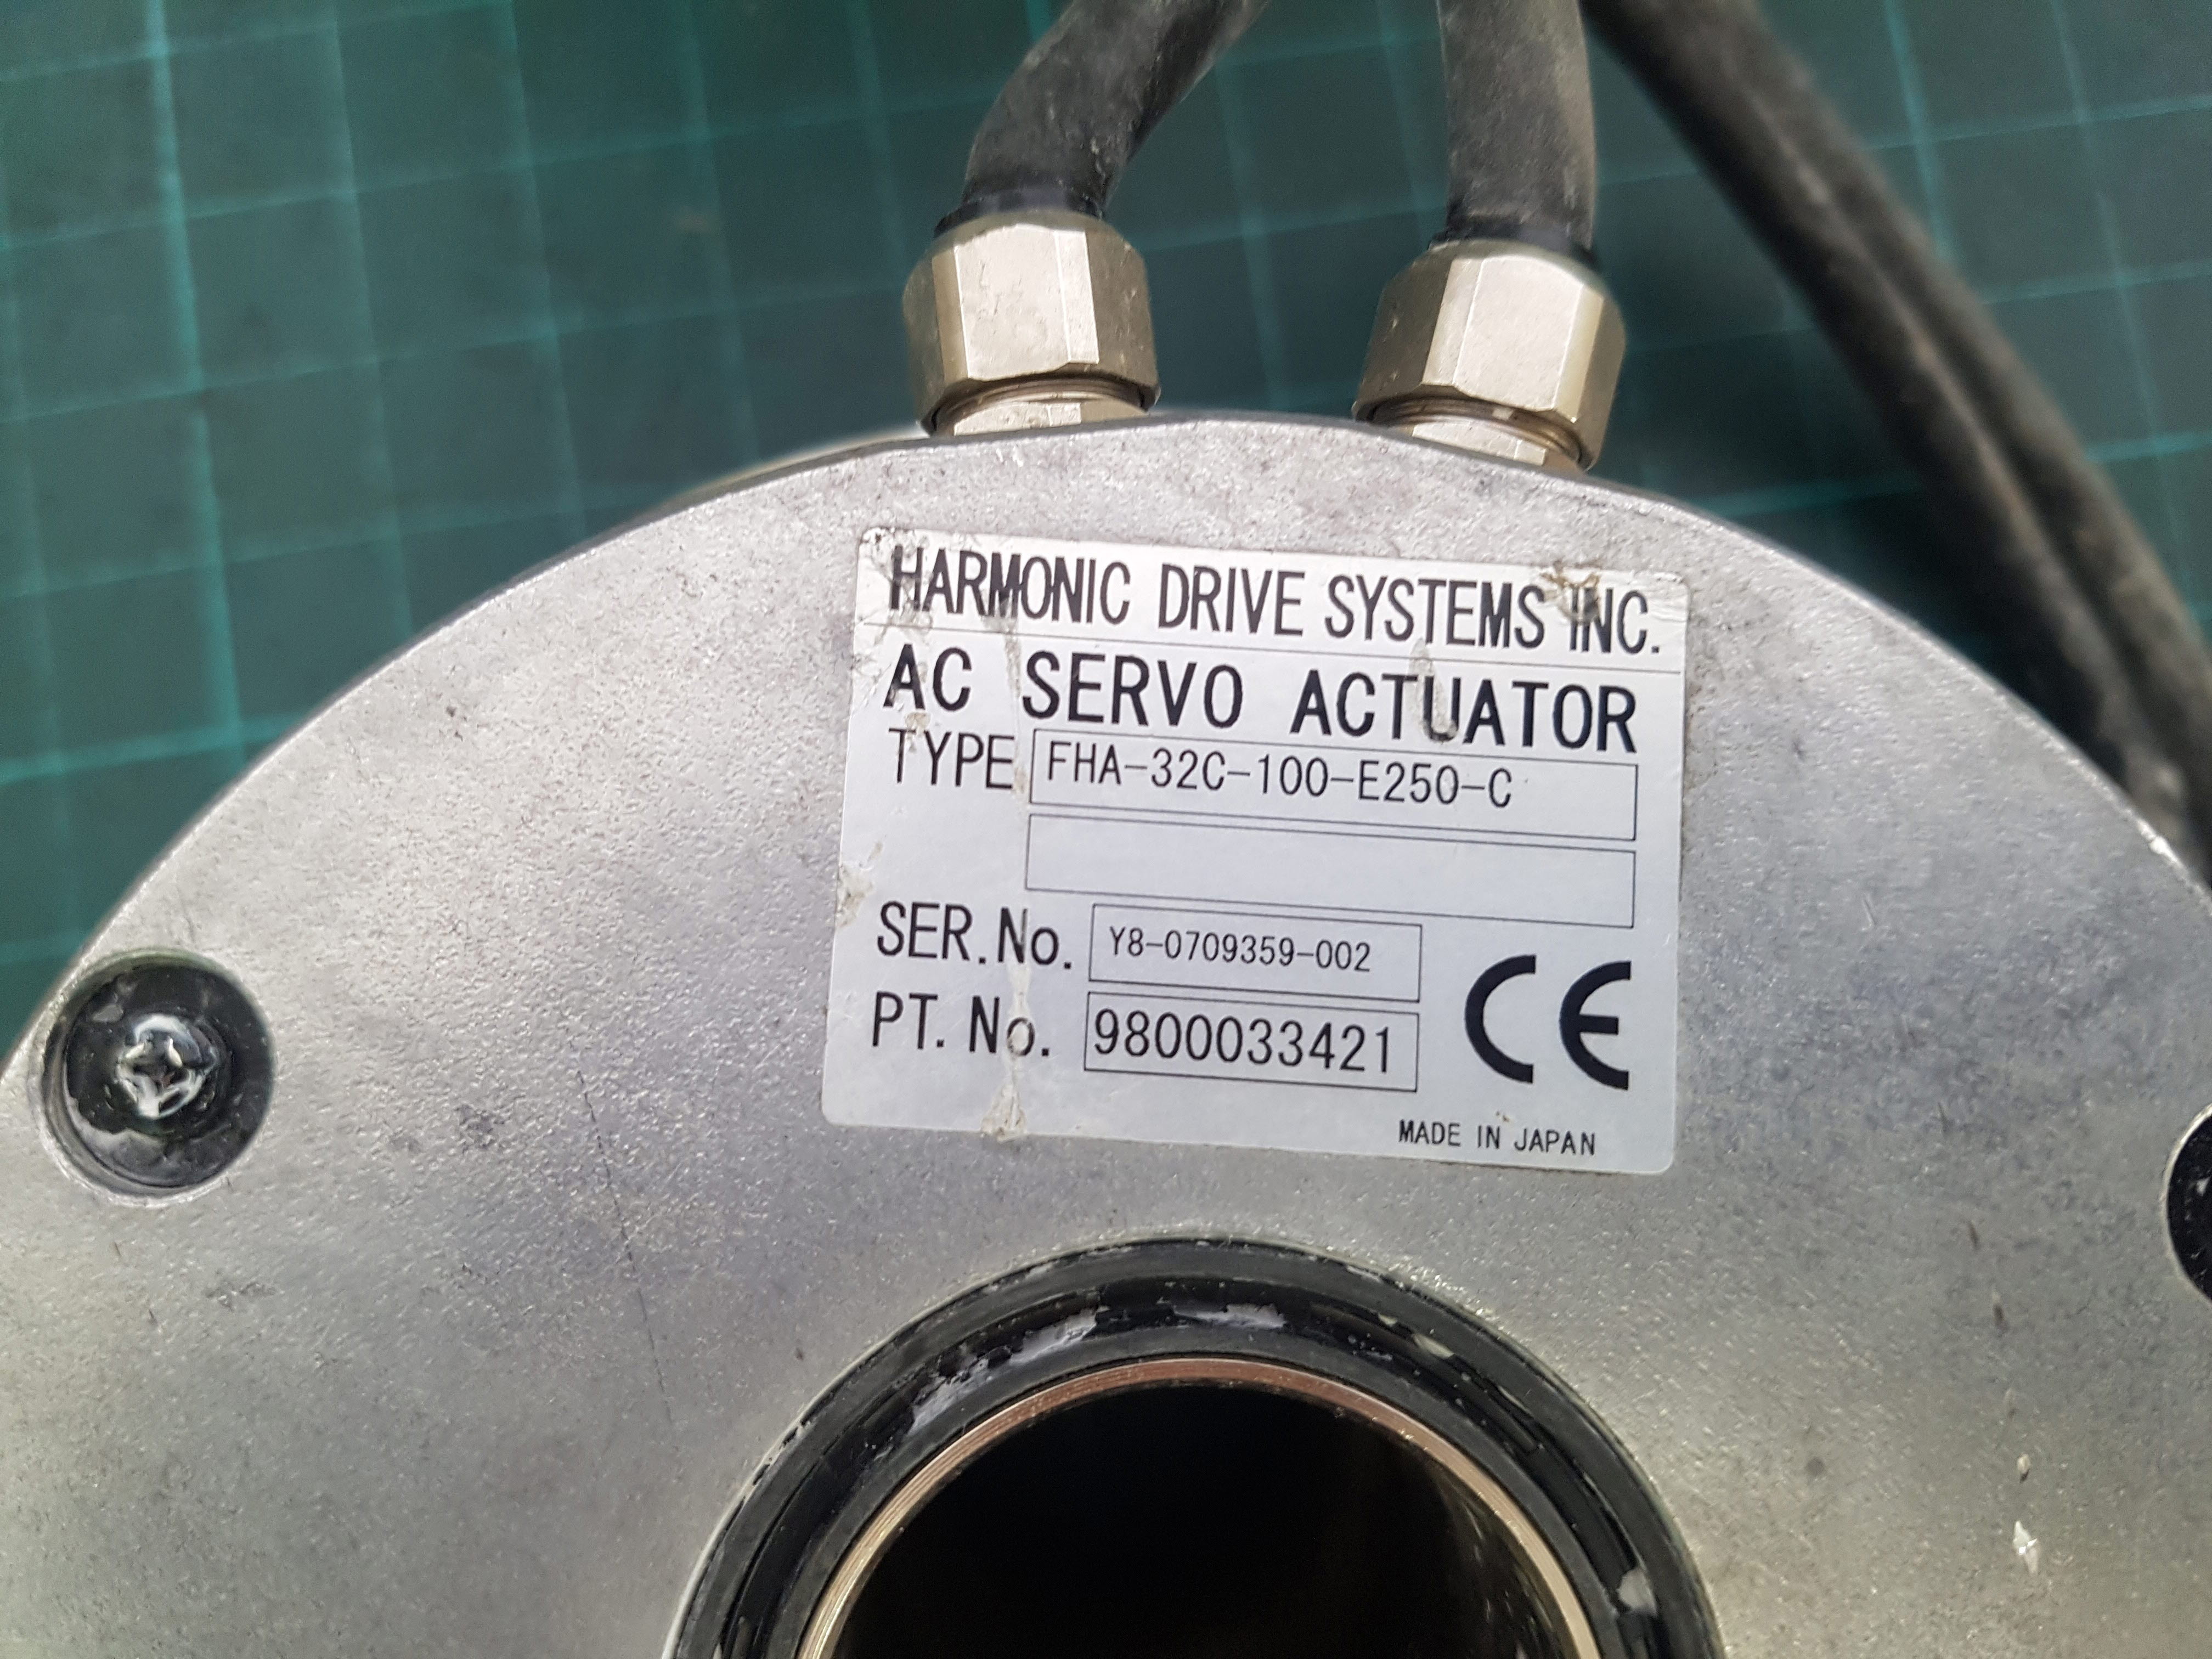 HARMONIC DRIVE SYSTEMS INC.
AC SERVO ACTUATOR
TYPE FHA-32C-100-E250-C
SER.No. Y8-0709359-002
PT. No. 9800033421
CE
MADE IN JAPAN